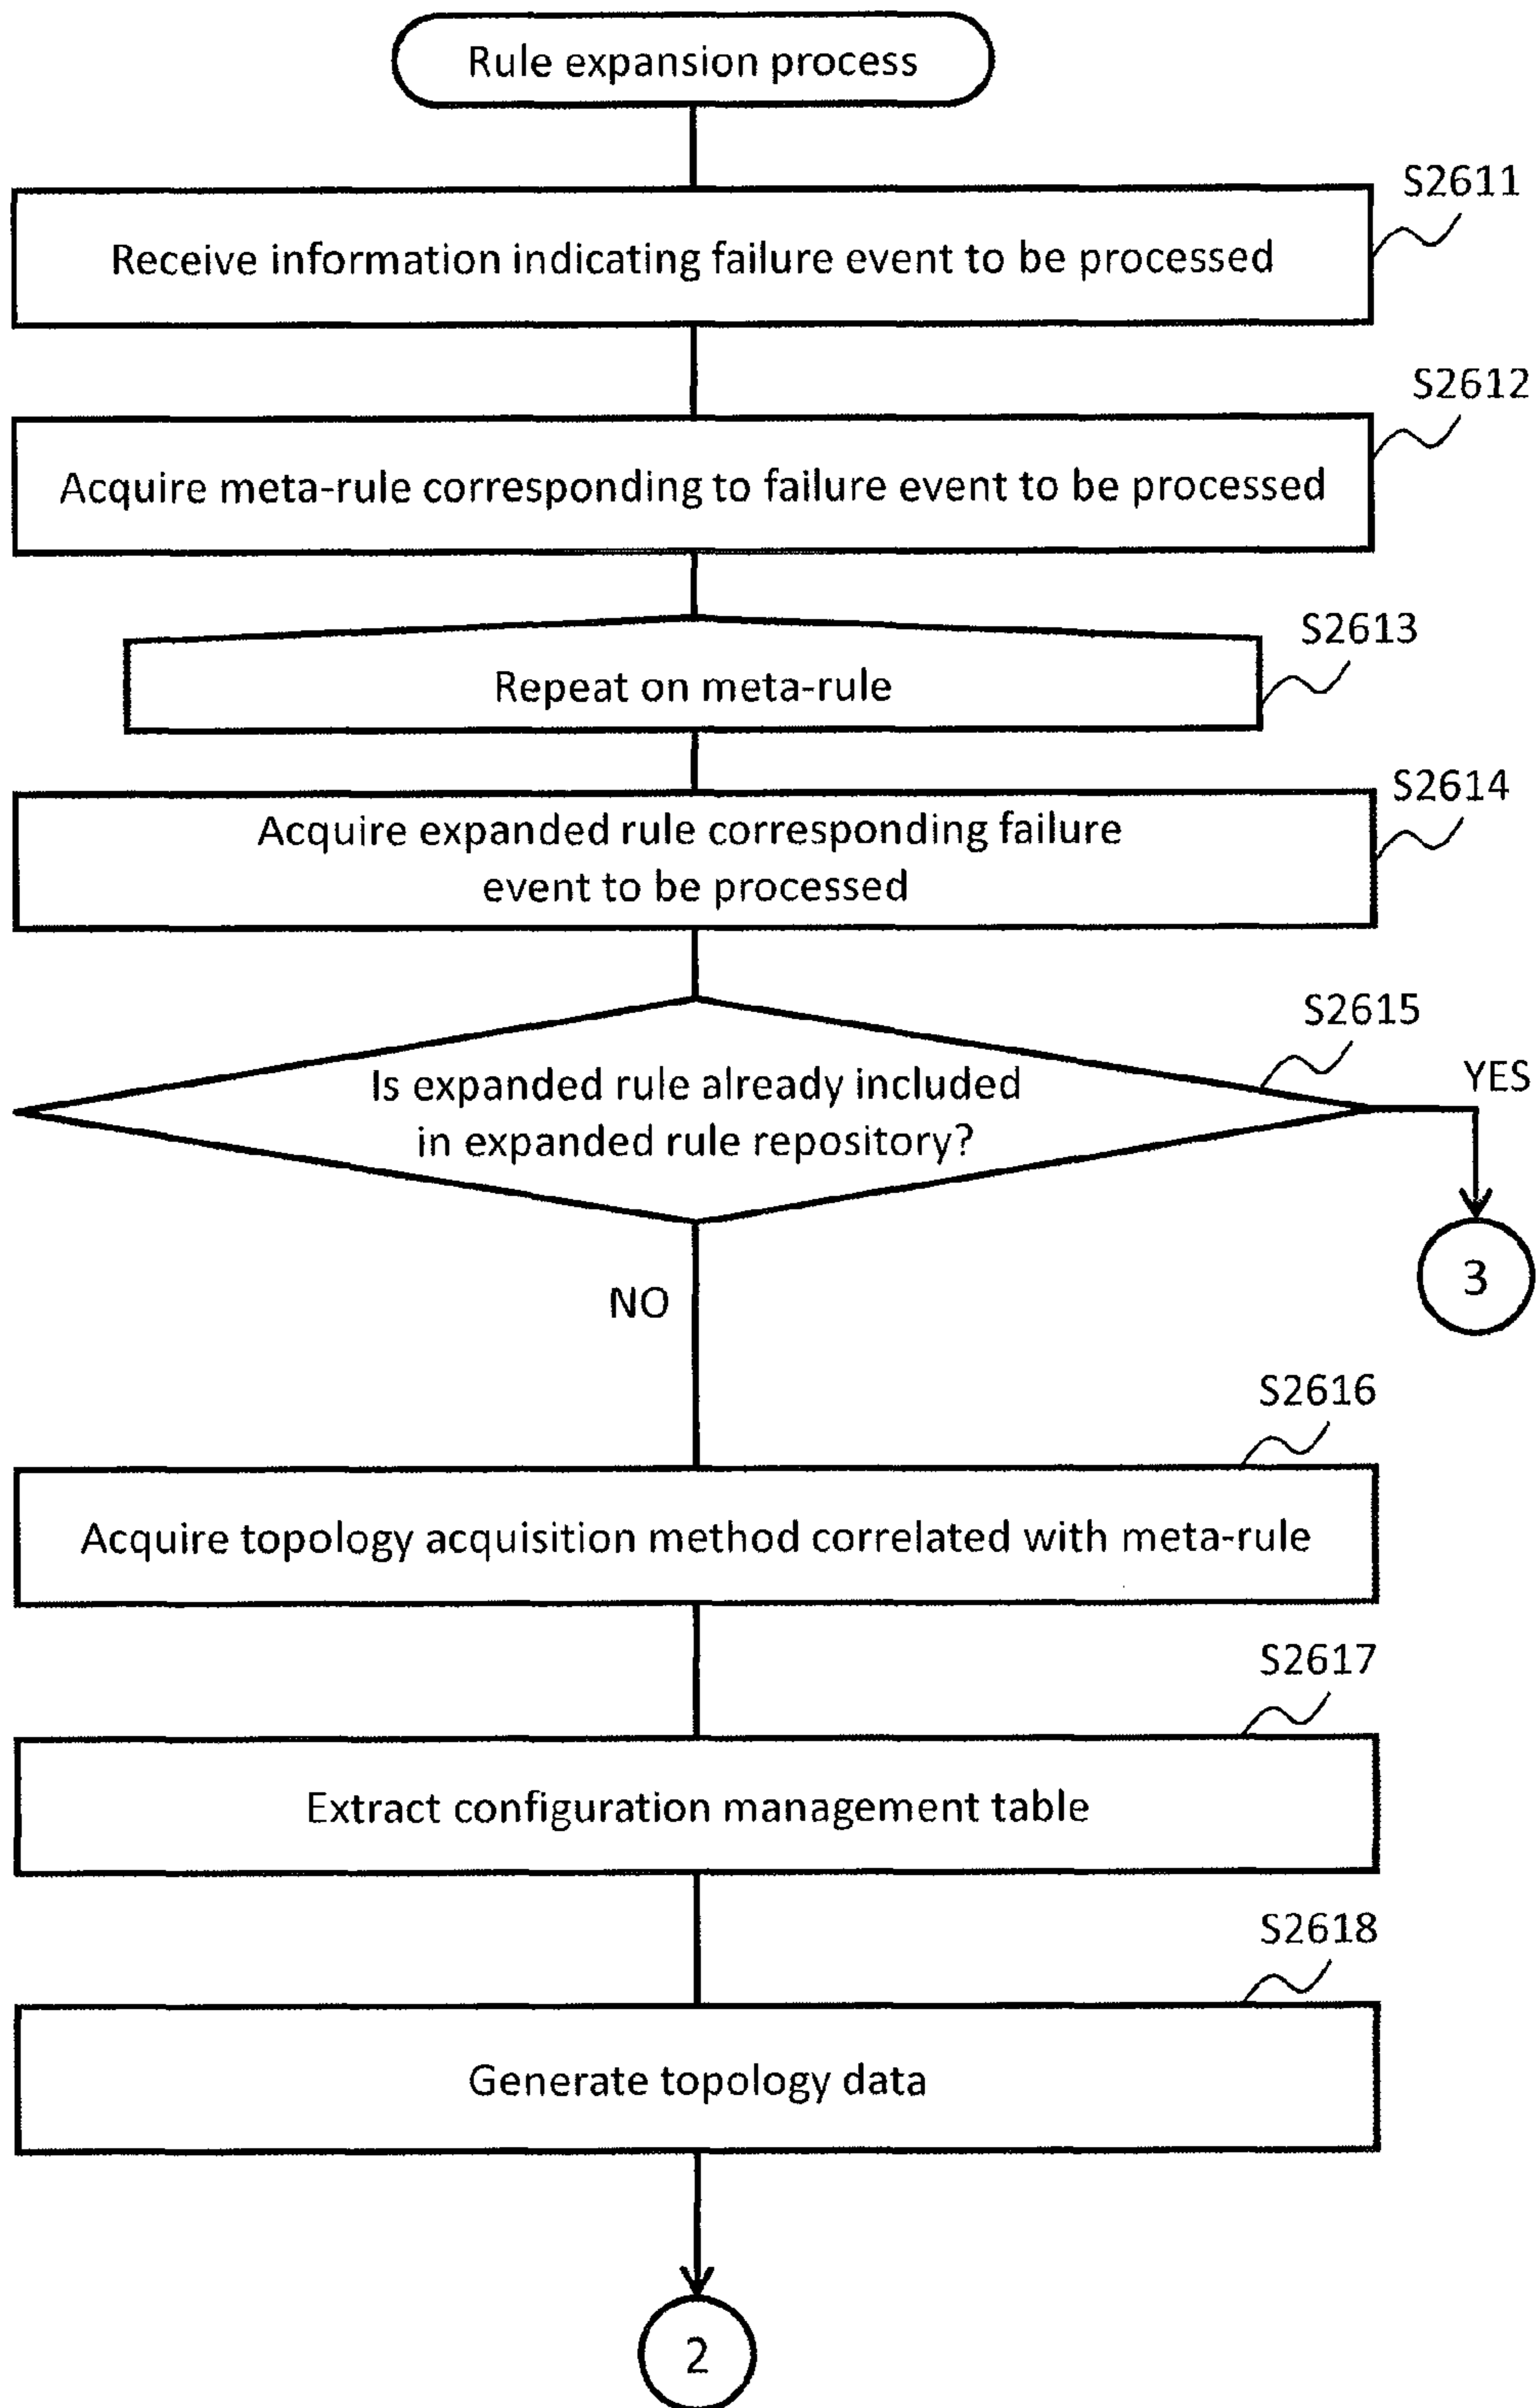 Rule expansion process
S2611
Receive information indicating failure event to be processed
S2612
Acquire meta-rule corresponding to failure event to be processed
S2613
Repeat on meta-rule
S2614
Acquire expanded rule corresponding failure
event to be processed
S2615
Is expanded rule already included
in expanded rule repository?
YES
3
NO
S2616
Acquire topology acquisition method correlated with meta-rule
S2617
Extract configuration management table
S2618
Generate topology data
2